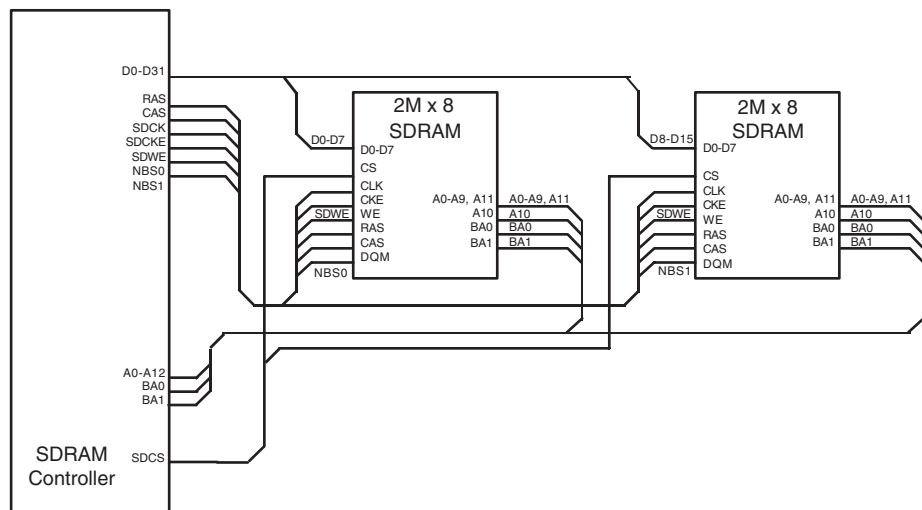 D0-D31
RAS
CAS
SDCK
SDCKE
SDWE
NBS0
NBS1
A0-A12
BA0
BA1
SDCS
SDRAM
Controller
2M x 8
SDRAM
D0-D7
D0-D7
CS
CLK
CKE
SDWE
WE
RAS
CAS
DQM
NBS0
A0-A9, A11
A10
BA0
BA1
A0-A9, A11
A10
BA0
BA1
2M x 8
SDRAM
D8-D15
D0-D7
CS
CLK
CKE
SDWE
WE
RAS
CAS
DQM
NBS1
A0-A9, A11
A10
BA0
BA1
A0-A9, A11
A10
BA0
BA1